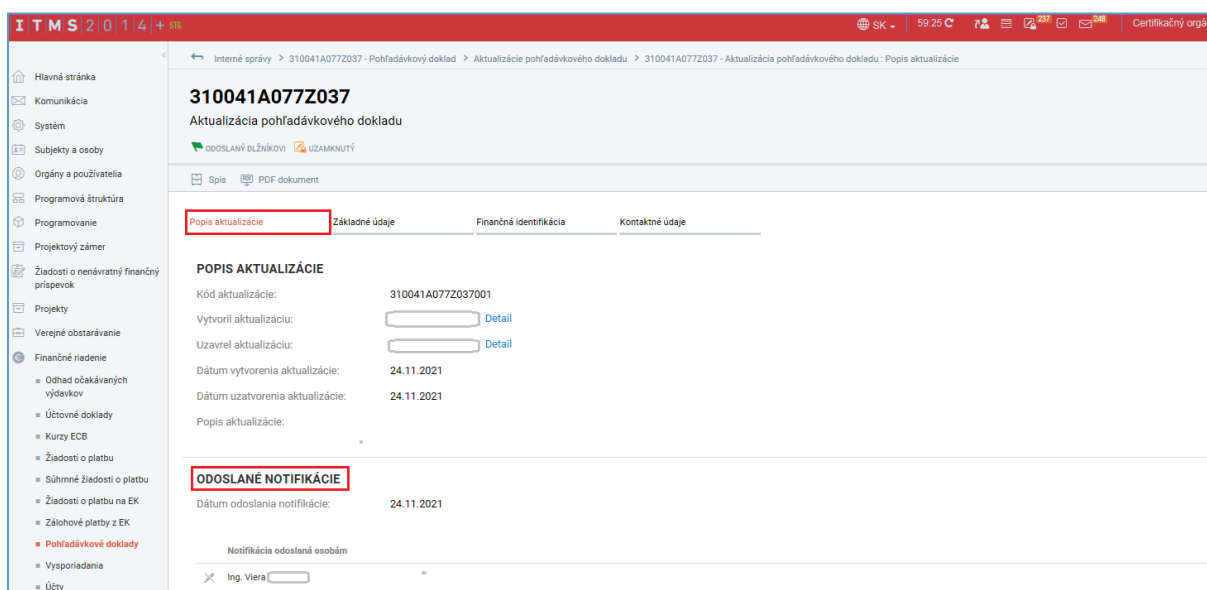 ITMS2014+ STG
SK 59:25 237 248 Certifikačný orgá
Interné správy > 310041A077Z037 - Pohľadávkový doklad > Aktualizácie pohľadávkového dokladu > 310041A077Z037 - Aktualizácia pohľadávkového dokladu : Popis aktualizácie
Hlavná stránka
Komunikácia
Systém
Subjekty a osoby
Orgány a používatelia
Programová štruktúra
Programovanie
Projektový zámer
Žiadosti o nenávratný finančný
príspevok
Projekty
Verejné obstarávanie
Finančné riadenie
Odhad očakávaných
výdavkov
Účtovné doklady
Kurzy ECB
Žiadosti o platbu
Súhrnné žiadosti o platbu
Žiadosti o platbu na EK
Zálohové platby z EK
Pohľadávkové doklady
Vysporiadania
Účty
310041A077Z037
Aktualizácia pohľadávkového dokladu
ODOSLANÝ DLŽNÍKOVI UZAMKNUTÝ
Spis PDF dokument
Popis aktualizácie Základné údaje Finančná identifikácia Kontaktné údaje
POPIS AKTUALIZÁCIE
Kód aktualizácie: 310041A077Z037001
Vytvoril aktualizáciu: Detail
Uzavrel aktualizáciu: Detail
Dátum vytvorenia aktualizácie: 24.11.2021
Dátum uzatvorenia aktualizácie: 24.11.2021
Popis aktualizácie:
ODOSLANÉ NOTIFIKÁCIE
Dátum odoslania notifikácie: 24.11.2021
Notifikácia odoslaná osobám
Ing. Viera